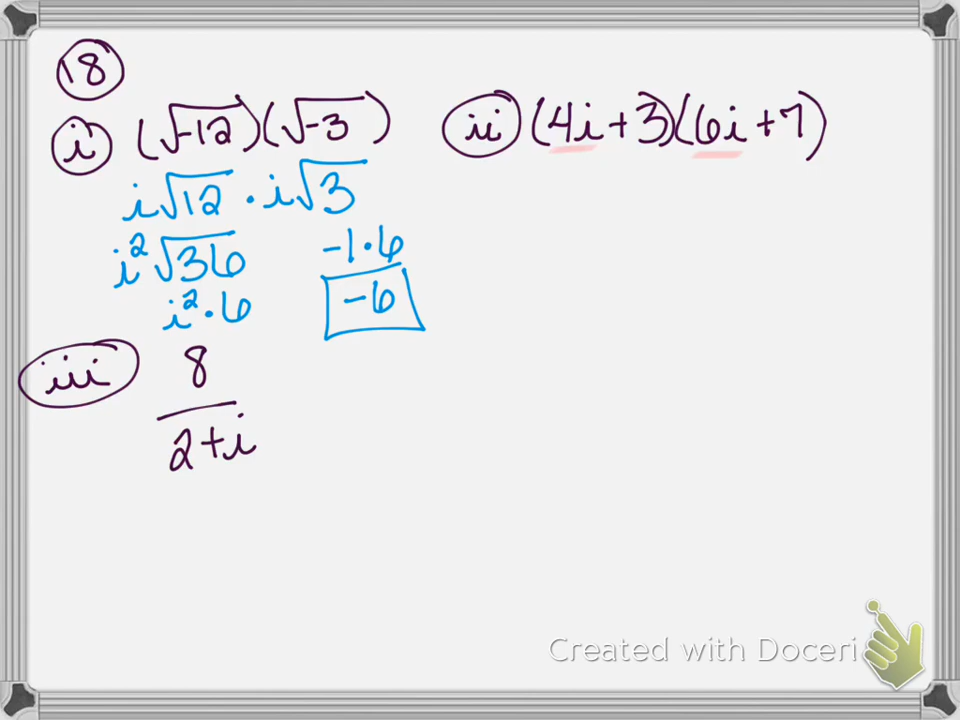 18
i (√-12)(√-3)
i√12 · i√3
i²√36 -1·6
i²·6 -6
ii (4i+3)(6i+7)
iii 8
2+i
Created with Doceri